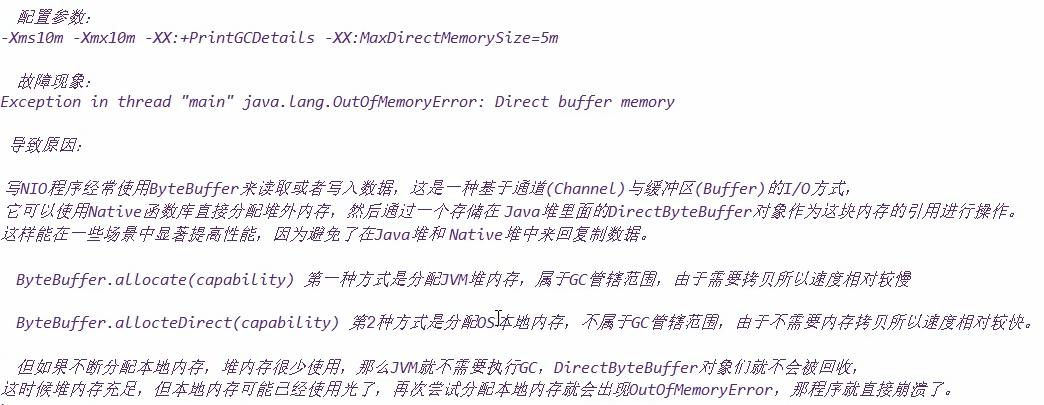 配置参数:
-Xms10m -Xmx10m -XX:+PrintGCDetails -XX:MaxDirectMemorySize=5m
故障现象:
Exception in thread "main" java.lang.OutOfMemoryError: Direct buffer memory
导致原因:
写NIO程序经常使用ByteBuffer来读取或者写入数据，这是一种基于通道(Channel)与缓冲区(Buffer)的I/O方式，
它可以使用Native函数库直接分配堆外内存，然后通过一个存储在Java堆里面的DirectByteBuffer对象作为这块内存的引用进行操作。
这样能在一些场景中显著提高性能，因为避免了在Java堆和Native堆中来回复制数据。
ByteBuffer.allocate(capability) 第一种方式是分配JVM堆内存，属于GC管辖范围，由于需要拷贝所以速度相对较慢
ByteBuffer.allocteDirect(capability) 第2种方式是分配OS本地内存，不属于GC管辖范围，由于不需要内存拷贝所以速度相对较快。
但如果不断分配本地内存，堆内存很少使用，那么JVM就不需要执行GC，DirectByteBuffer对象们就不会被回收，
这时候堆内存充足，但本地内存可能已经使用光了，再次尝试分配本地内存就会出现OutOfMemoryError，那程序就直接崩溃了。